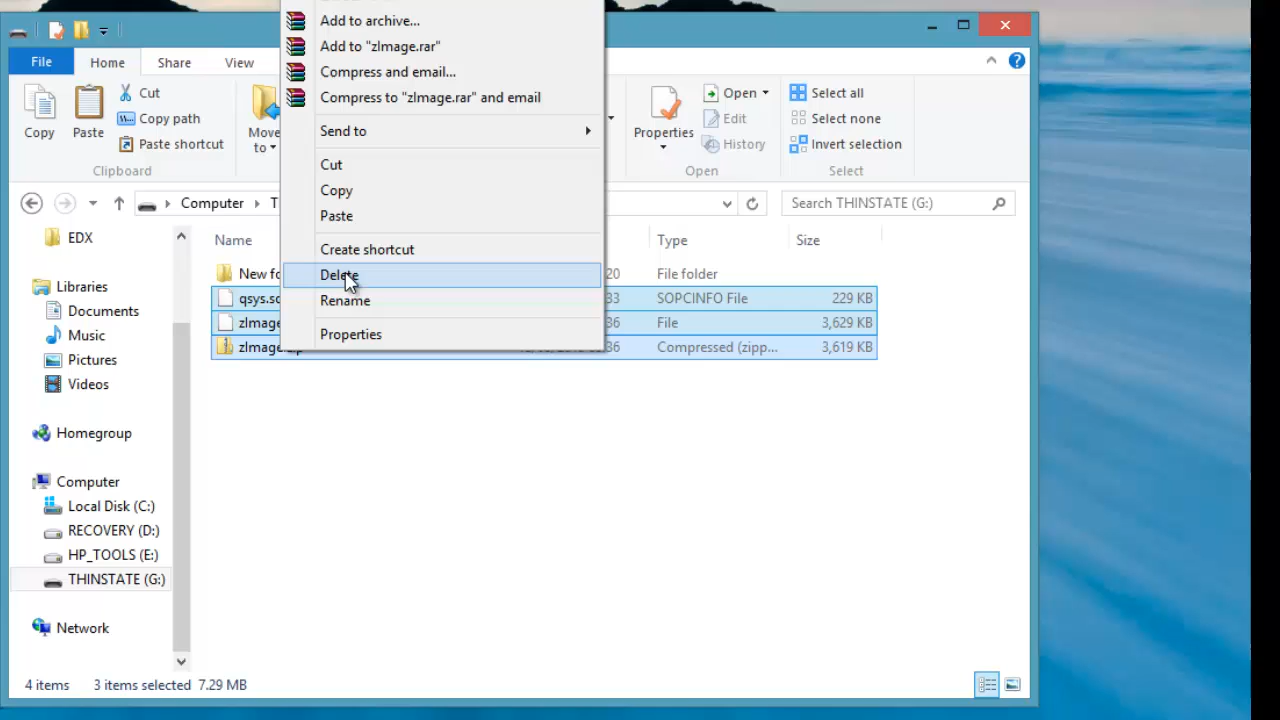 Add to archive...
Add to "zImage.rar"
Compress and email...
Compress to "zImage.rar" and email
Send to
Cut
Copy
Paste
Create shortcut
Delete
Rename
Properties
File
Home
Share
View
Copy
Paste
Cut
Copy path
Paste shortcut
Clipboard
Move
to
Properties
Open
Edit
History
Open
Select all
Select none
Invert selection
Select
Computer
Search THINSTATE (G:)
EDX
Libraries
Documents
Music
Pictures
Videos
Homegroup
Computer
Local Disk (C:)
RECOVERY (D:)
HP_TOOLS (E:)
THINSTATE (G:)
Network
Name
Type
Size
New
20
File folder
33
SOPCINFO File
229 KB
zImage
36
File
3,629 KB
36
Compressed (zipp...
3,619 KB
4 items
3 items selected
7.29 MB